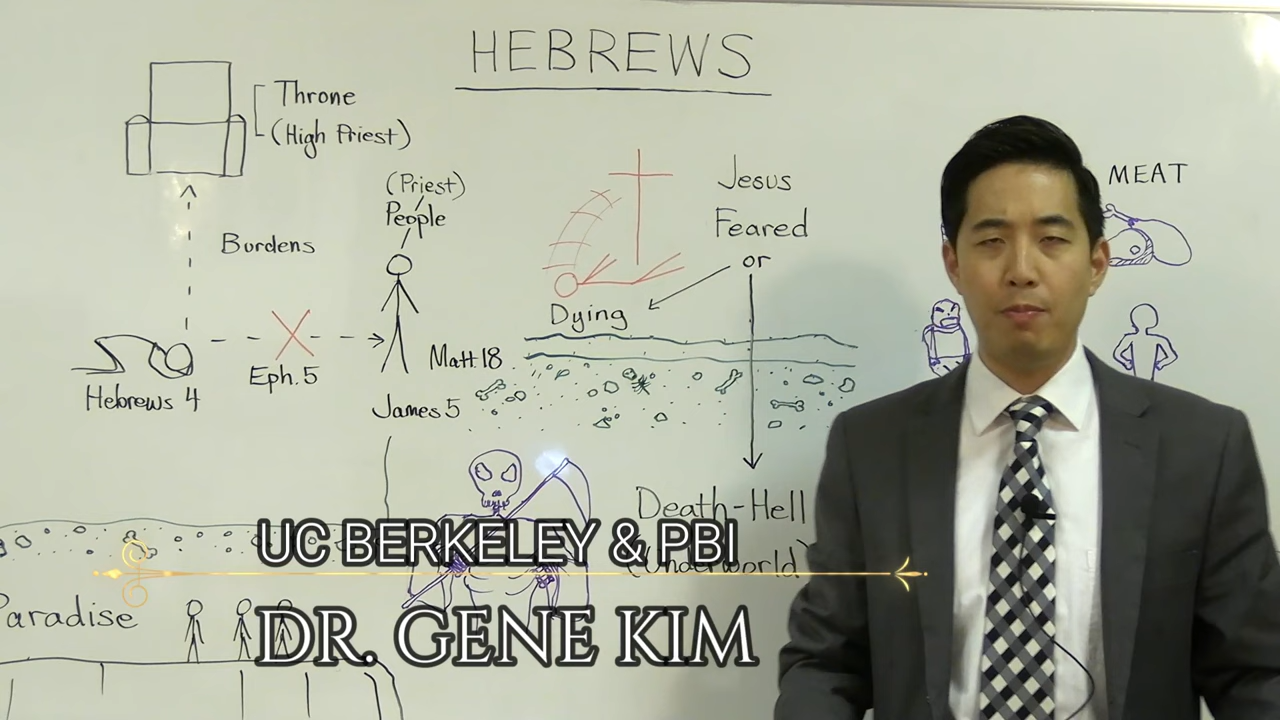 HEBREWS
Throne
(High Priest)
(Priest)
People
Burdens
Eph. 5
Hebrews 4
Matt. 18
James 5
Jesus
Feared
or
Dying
Death-Hell
(Underworld)
MEAT
Paradise
UC BERKELEY & PBI
DR. GENE KIM